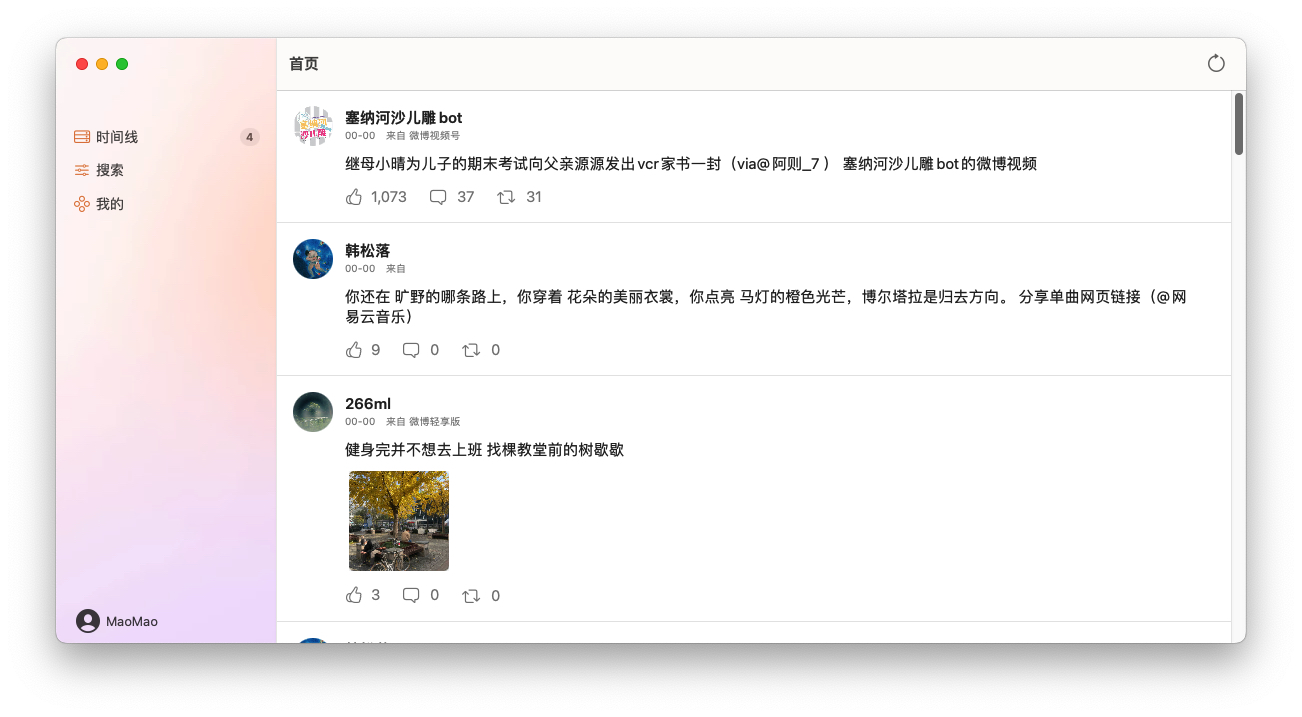 首页
时间线 4
搜索
我的
MaoMao
塞纳河沙儿雕 bot
00-00 来自 微博视频号
继母小晴为儿子的期末考试向父亲源源发出 vcr 家书一封（via@ 阿则_7 ） 塞纳河沙儿雕 bot 的微博视频
1,073 37 31
韩松落
00-00 来自
你还在 旷野的哪条路上，你穿着 花朵的美丽衣裳，你点亮 马灯的橙色光芒，博尔塔拉是归去方向。 分享单曲网页链接（@ 网
易云音乐）
9 0 0
266ml
00-00 来自 微博轻享版
健身完并不想去上班 找棵教堂前的树歇歇
3 0 0